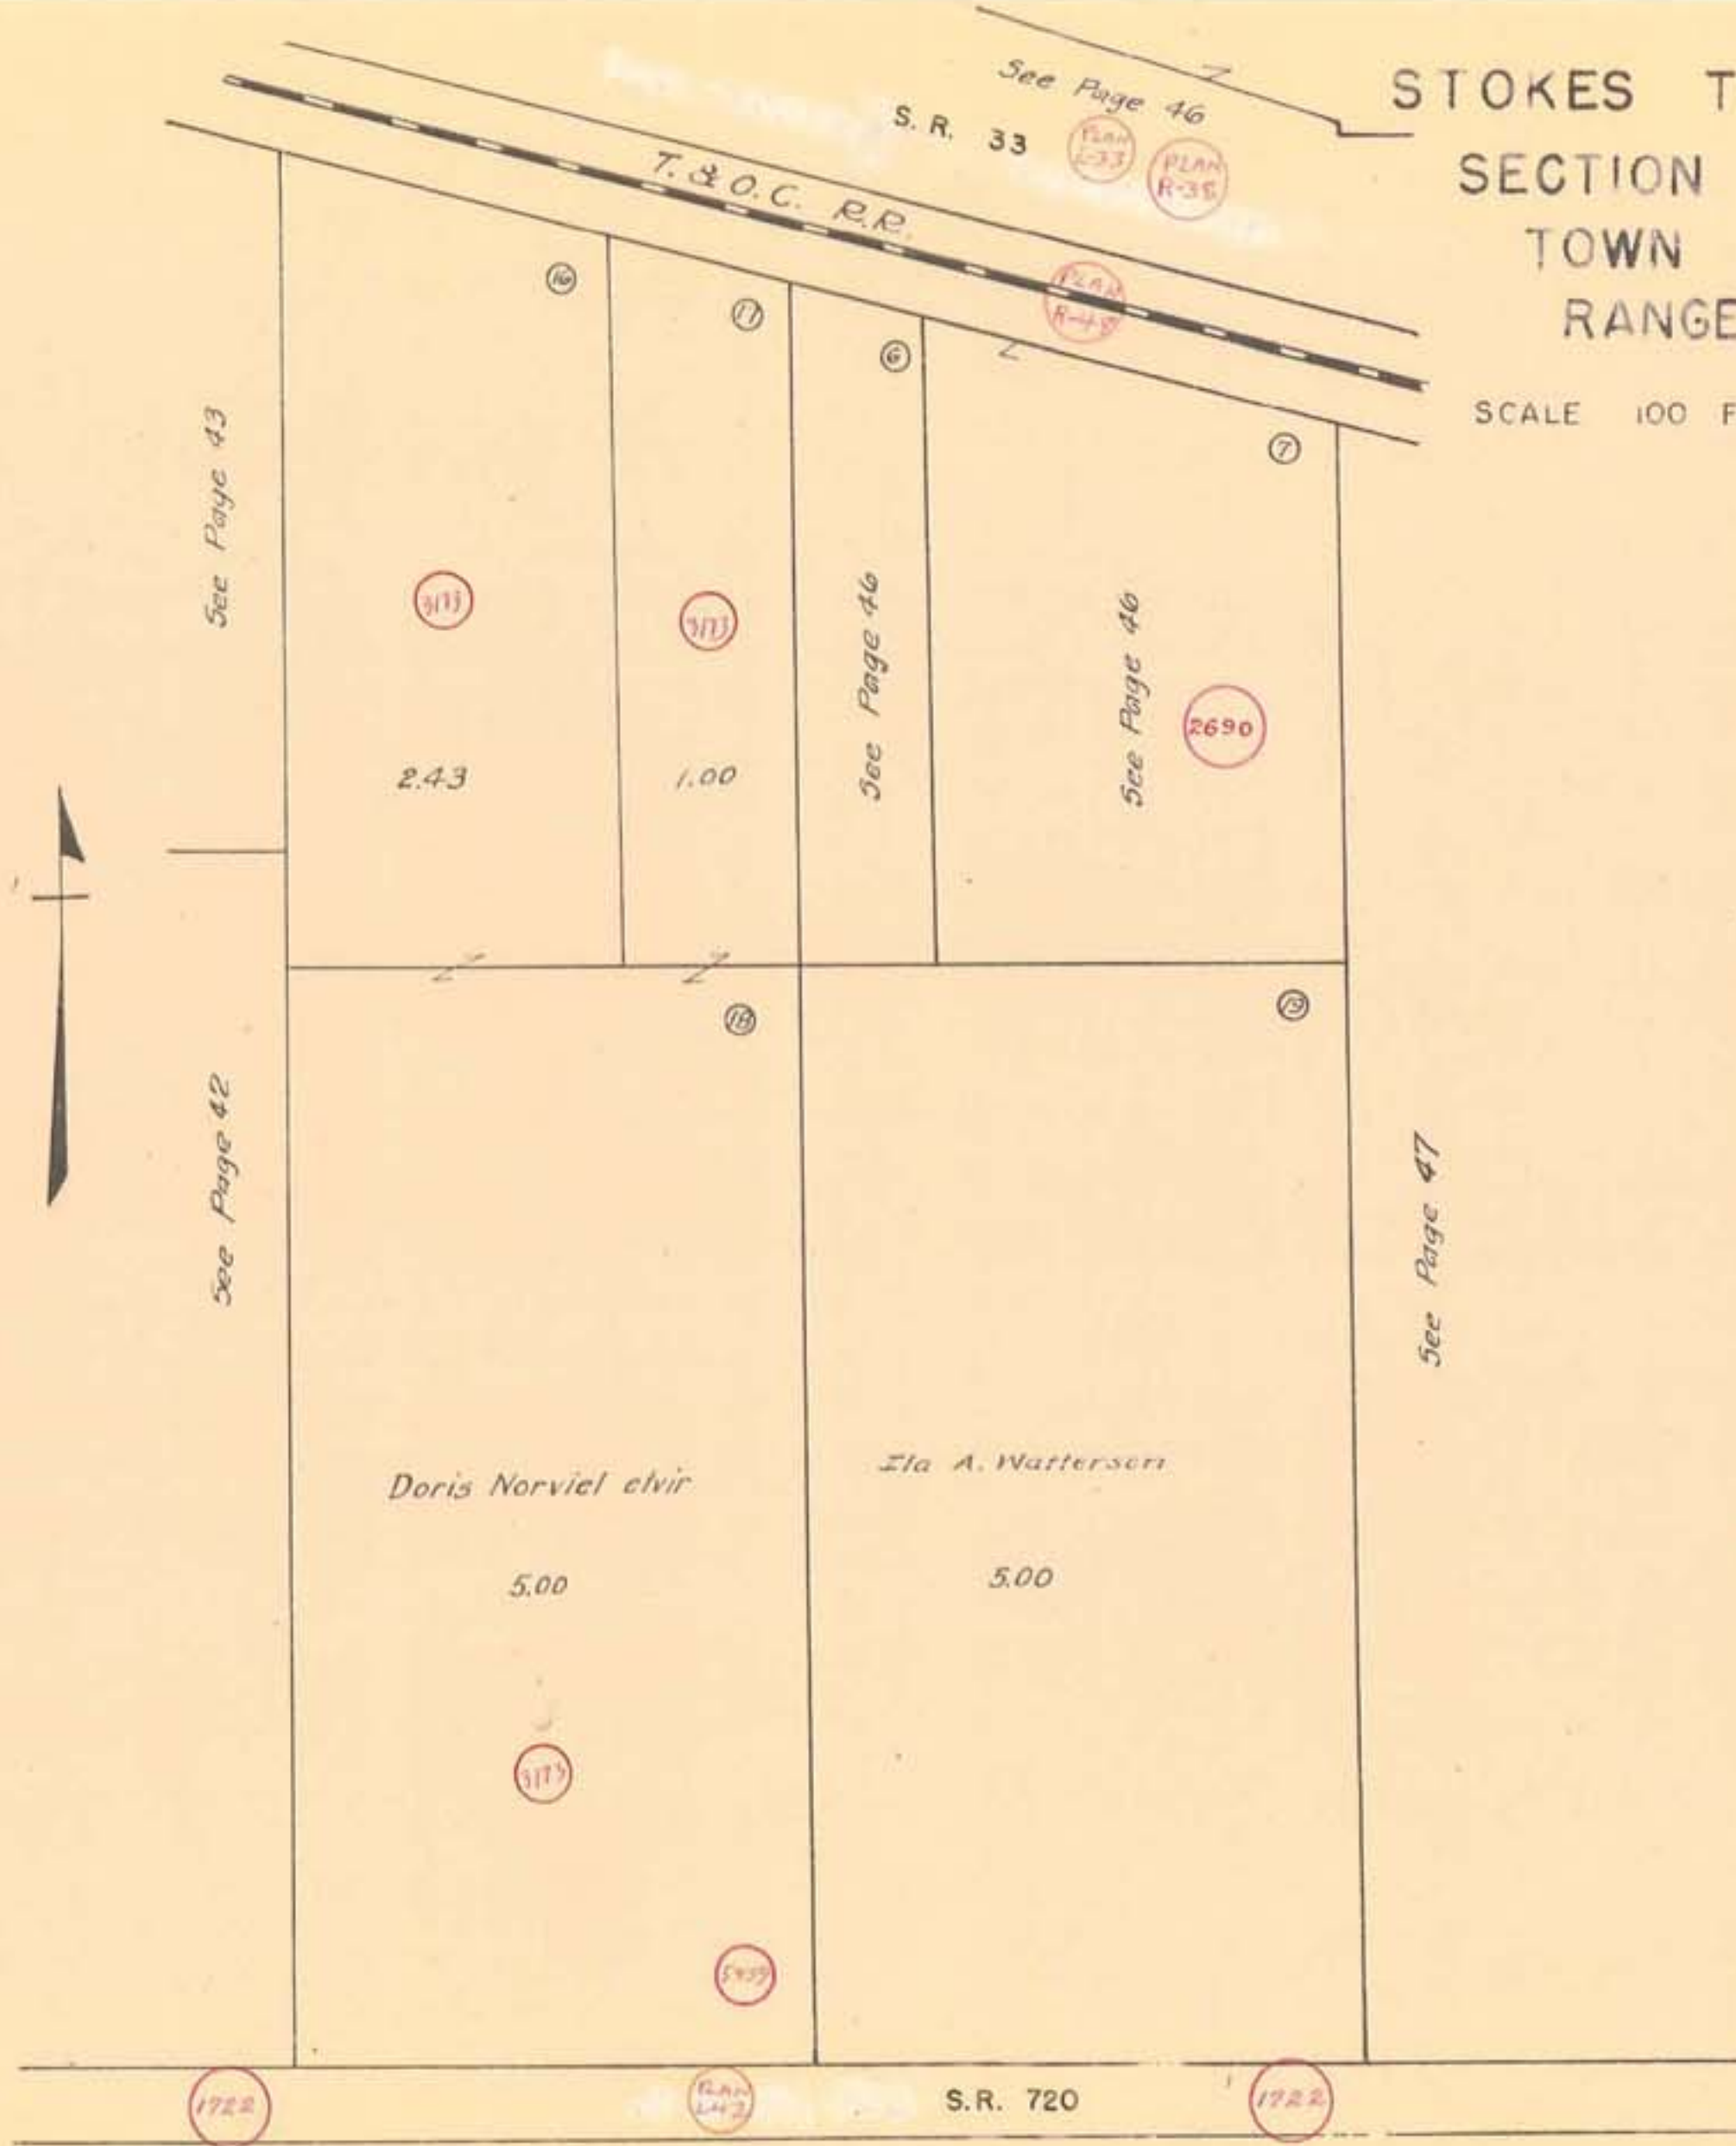 See Page 46
S. R. 33
PLAN
L-33
PLAN
R-38
STOKES T
SECTION
TOWN
RANGE
SCALE 100 F
T. & O. C. R.R.
PLAN
R-48
16
17
6
7
See Page 43
3173
3173
See Page 46
See Page 46
2690
2.43
1.00
18
19
See Page 42
See Page 47
Doris Norviel etvir
Ila A. Watterson
5.00
5.00
3173
1722
PLAN
S.R. 720
1722